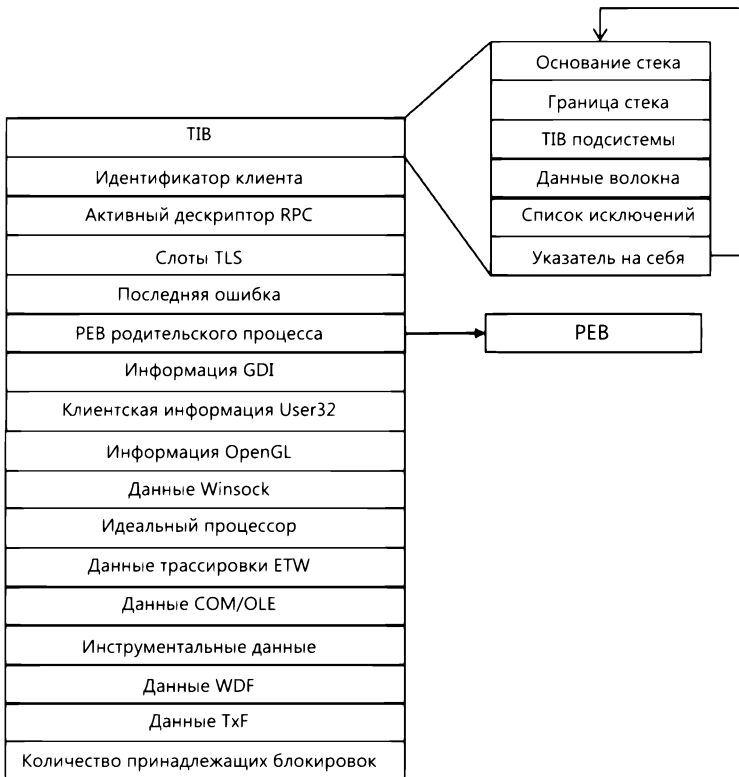 Основание стека
Граница стека
TIB подсистемы
Данные волокна
Список исключений
Указатель на себя
TIB
Идентификатор клиента
Активный дескриптор RPC
Слоты TLS
Последняя ошибка
PEB родительского процесса
PEB
Информация GDI
Клиентская информация User32
Информация OpenGL
Данные Winsock
Идеальный процессор
Данные трассировки ETW
Данные COM/OLE
Инструментальные данные
Данные WDF
Данные TxF
Количество принадлежащих блокировок